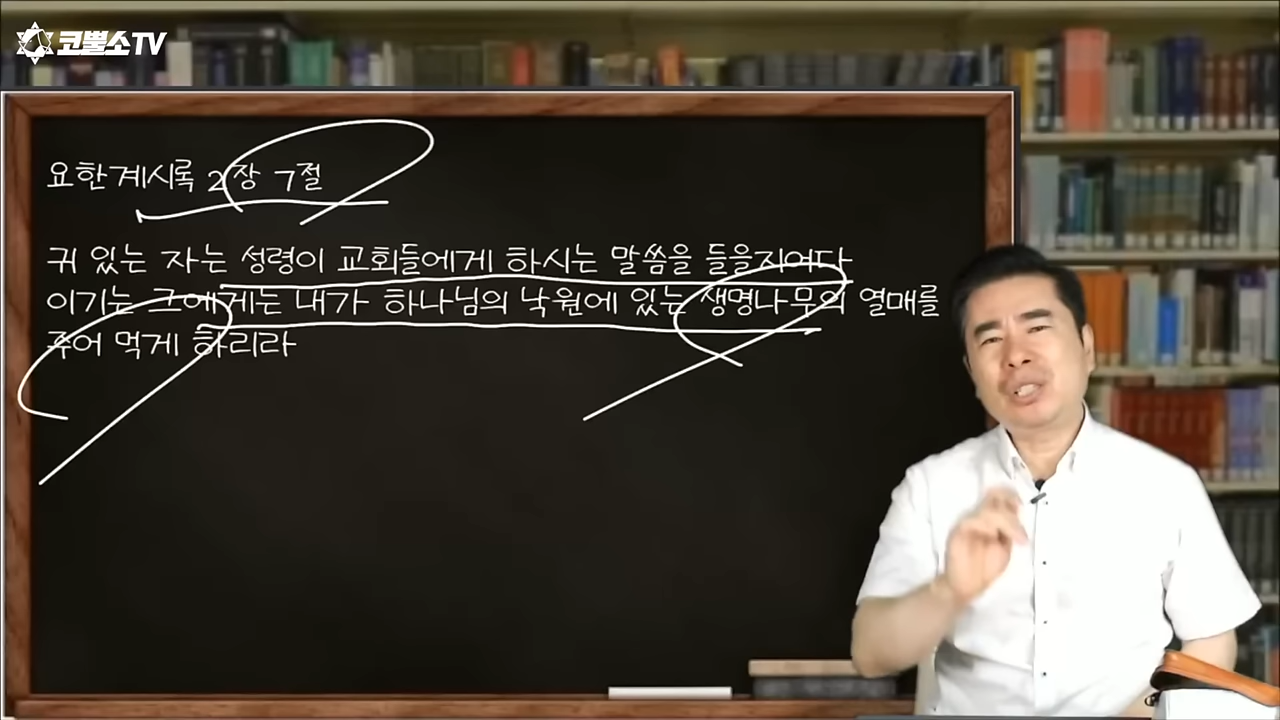 코뿔소TV
요한계시록 2장 7절
귀 있는 자는 성령이 교회들에게 하시는 말씀을 들을지어다
이기는 그에게는 내가 하나님의 낙원에 있는 생명나무의 열매를
주어 먹게 하리라